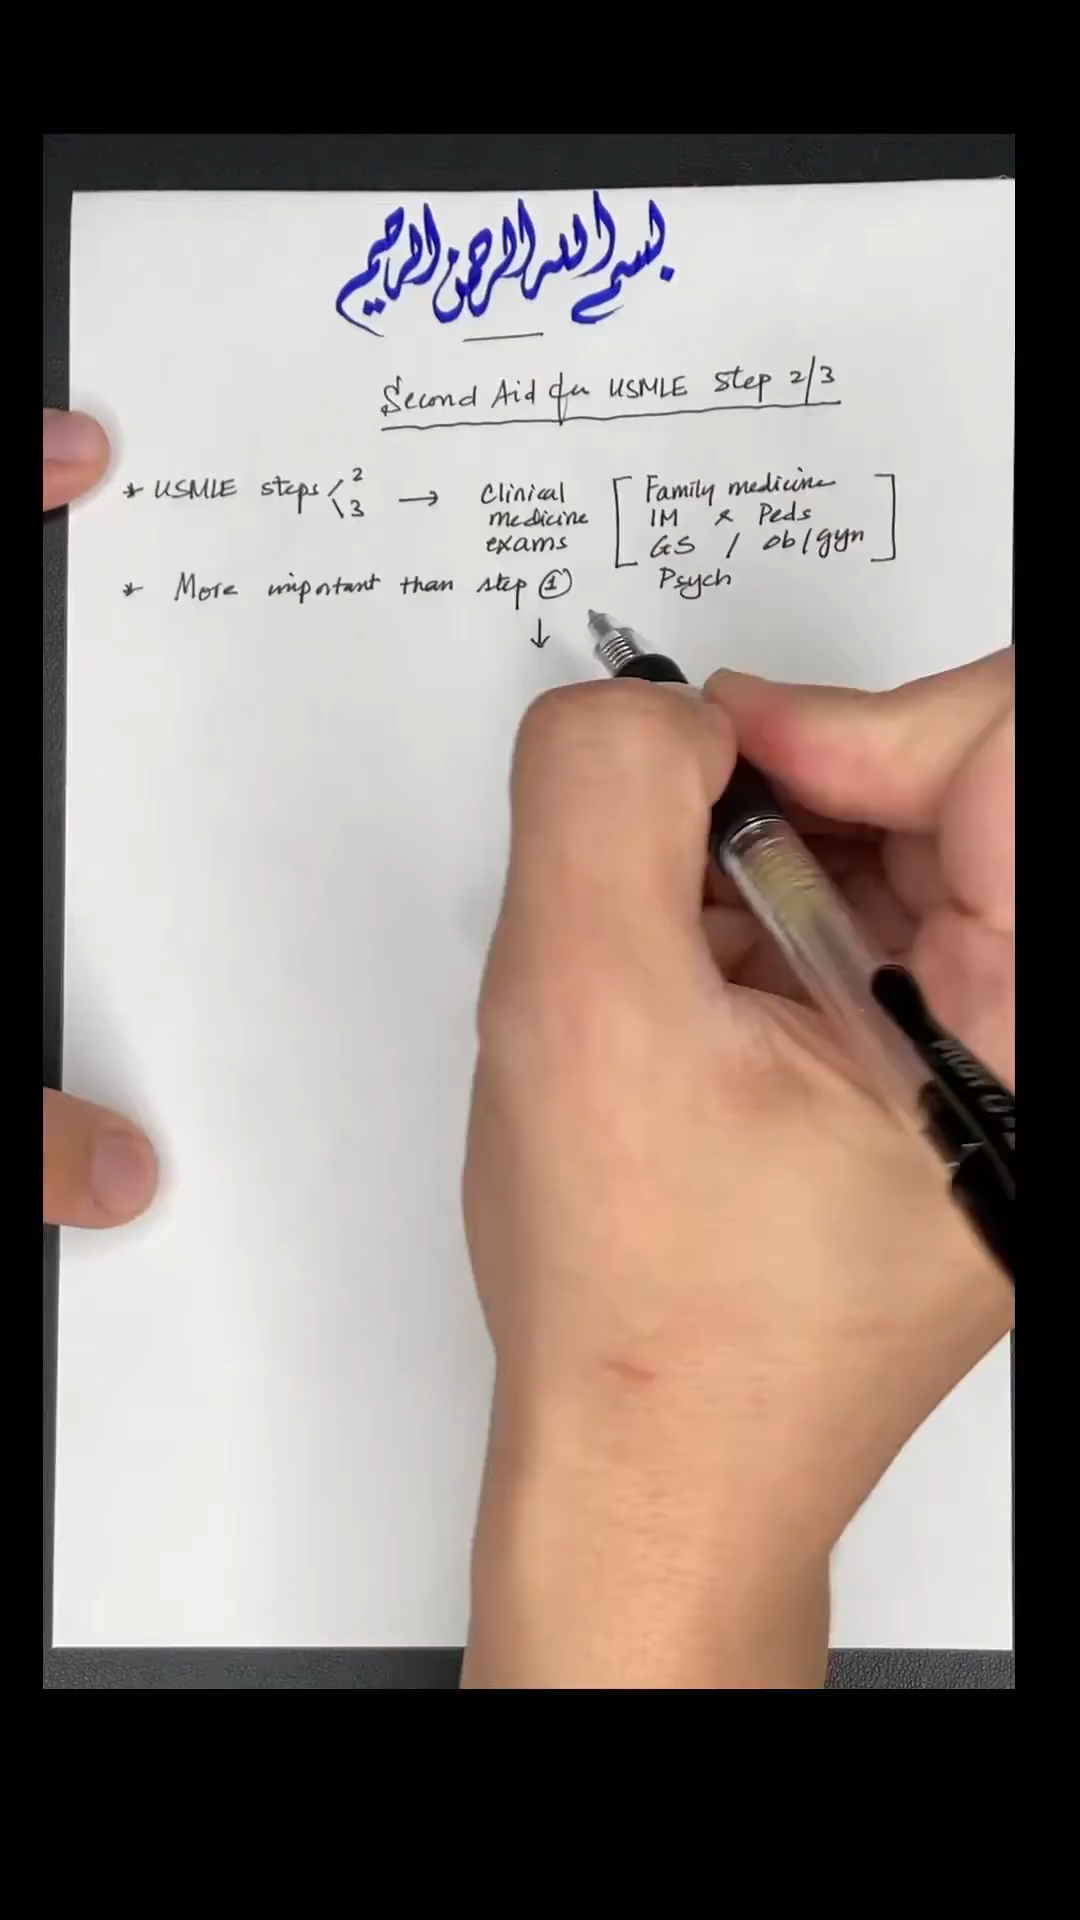 بسم الله الرحمن الرحيم
Second Aid for USMLE Step 2/3
* USMLE steps 2 3 → Clinical medicine exams [ Family medicine
IM & Peds
GS / Ob/gyn ]
Psych
* More important than step ①
↓